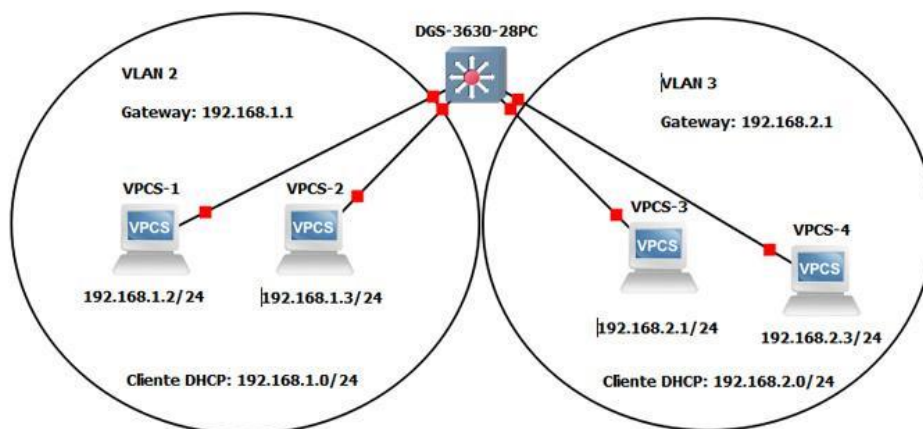 DGS-3630-28PC
VLAN 2
Gateway: 192.168.1.1
VLAN 3
Gateway: 192.168.2.1
VPCS-1
VPCS
192.168.1.2/24
VPCS-2
VPCS
192.168.1.3/24
VPCS-3
VPCS
192.168.2.1/24
VPCS-4
VPCS
192.168.2.3/24
Cliente DHCP: 192.168.1.0/24
Cliente DHCP: 192.168.2.0/24